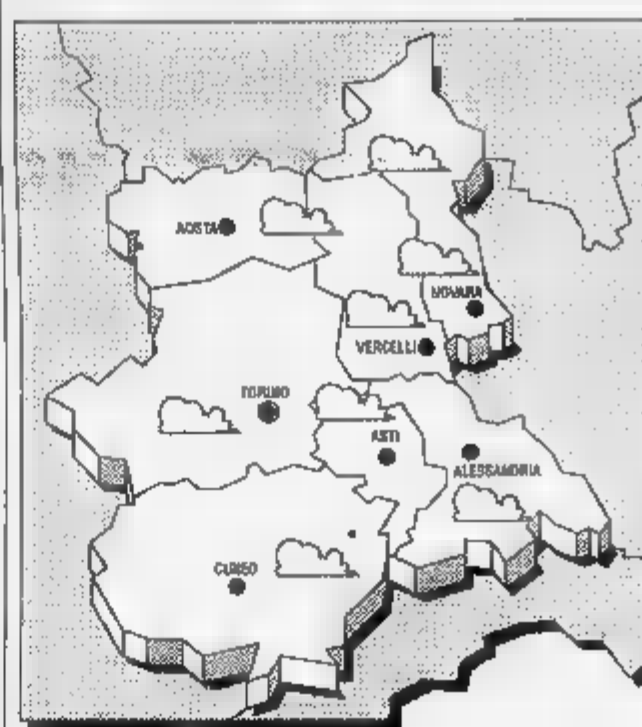 AOSTA
NOVARA
VERCELLI
TORINO
ASTI
ALESSANDRIA
CUNEO